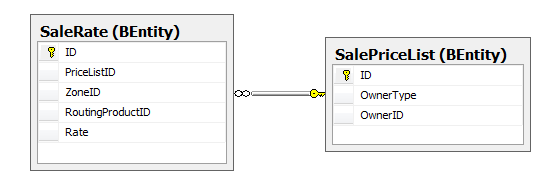 SaleRate (BEntity)
ID
PriceListID
ZoneID
RoutingProductID
Rate
SalePriceList (BEntity)
ID
OwnerType
OwnerID